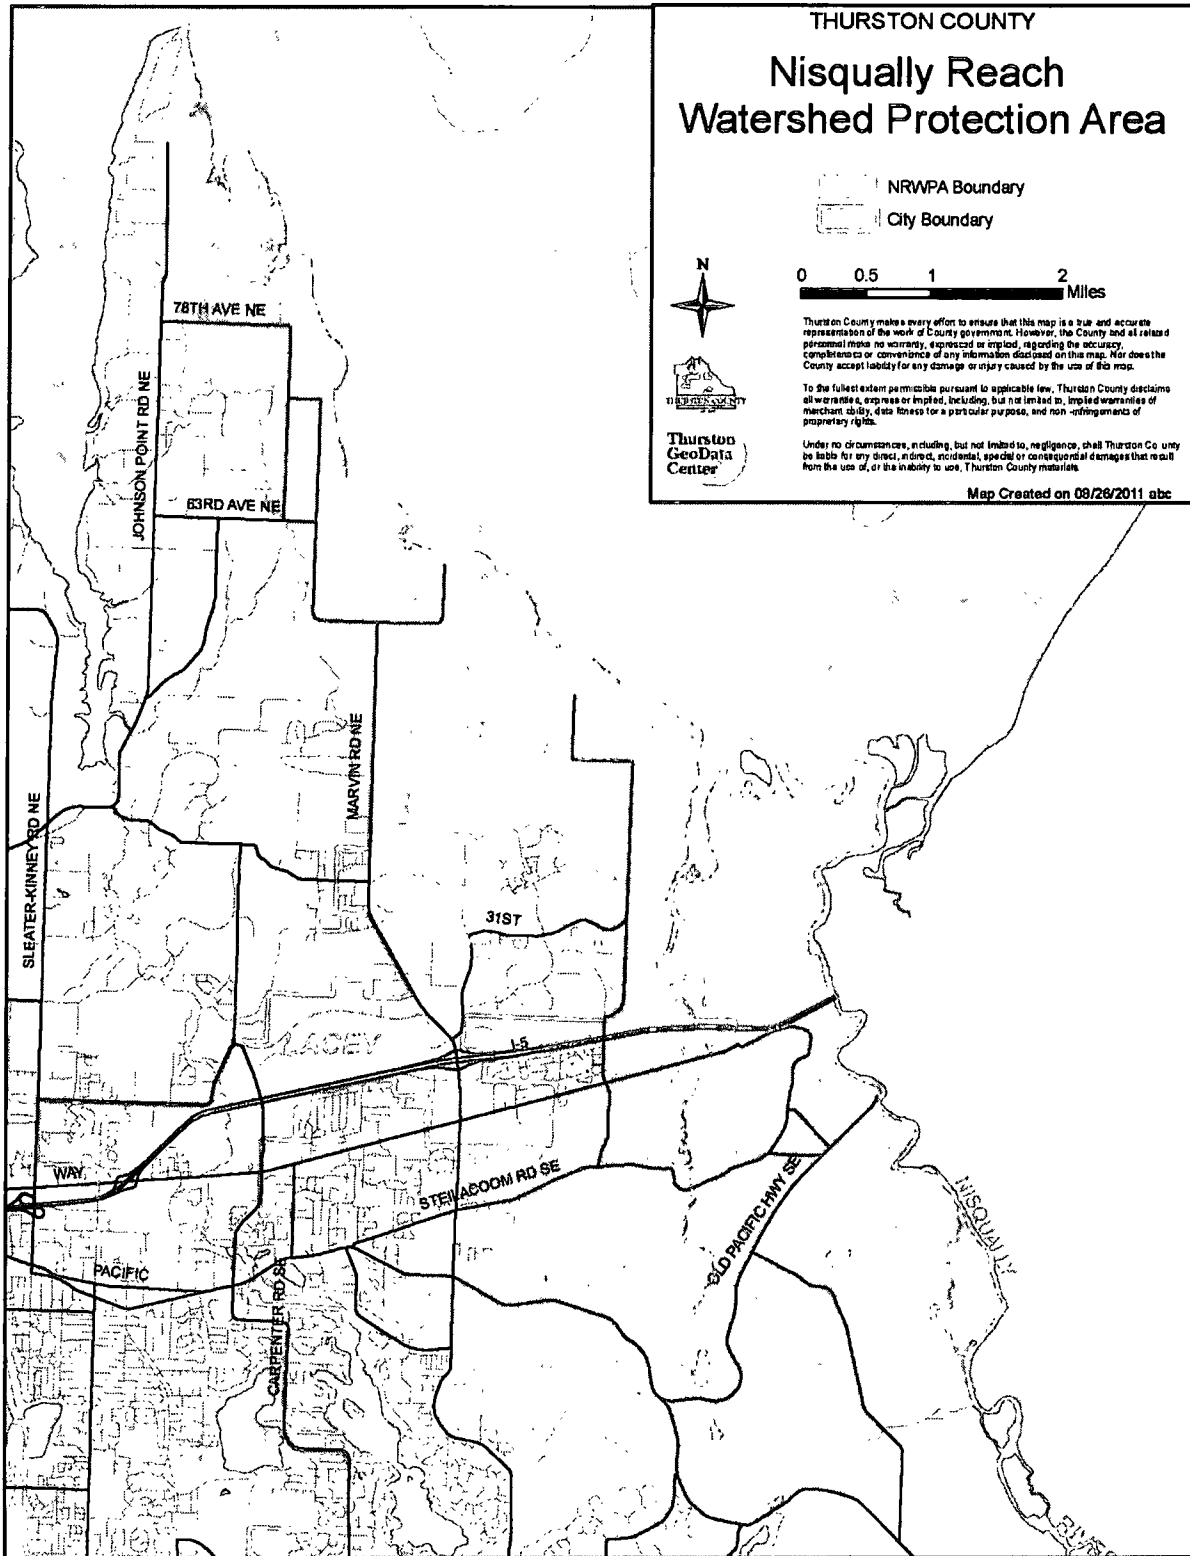 THURSTON COUNTY
Nisqually Reach
Watershed Protection Area
NRWPA Boundary
City Boundary
N
0 0.5 1 2
Miles
Thurston County makes every effort to ensure that this map is a true and accurate
representation of the work of County government. However, the County and all related
personnel make no warranty, expressed or implied, regarding the accuracy,
completeness or convenience of any information disclosed on this map. Nor does the
County accept liability for any damage or injury caused by the use of this map.
To the fullest extent permissible pursuant to applicable law, Thurston County disclaims
all warranties, express or implied, including, but not limited to, implied warranties of
merchant ability, data fitness for a particular purpose, and non -infringements of
proprietary rights.
Under no circumstances, including, but not limited to, negligence, shall Thurston Co unty
be liable for any direct, indirect, incidental, special or consequential damages that result
from the use of, or the inability to use, Thurston County materials.
THURSTON COUNTY
Thurston
GeoData
Center
Map Created on 08/26/2011 abc
78TH AVE NE
JOHNSON POINT RD NE
63RD AVE NE
MARVIN RD NE
SLEATER-KINNEY RD NE
31ST
LACEY
I-5
WAY
STEILACOOM RD SE
OLD PACIFIC HWY SE
NISQUALLY
PACIFIC
CARPENTER RD SE
LACEY
RIVER